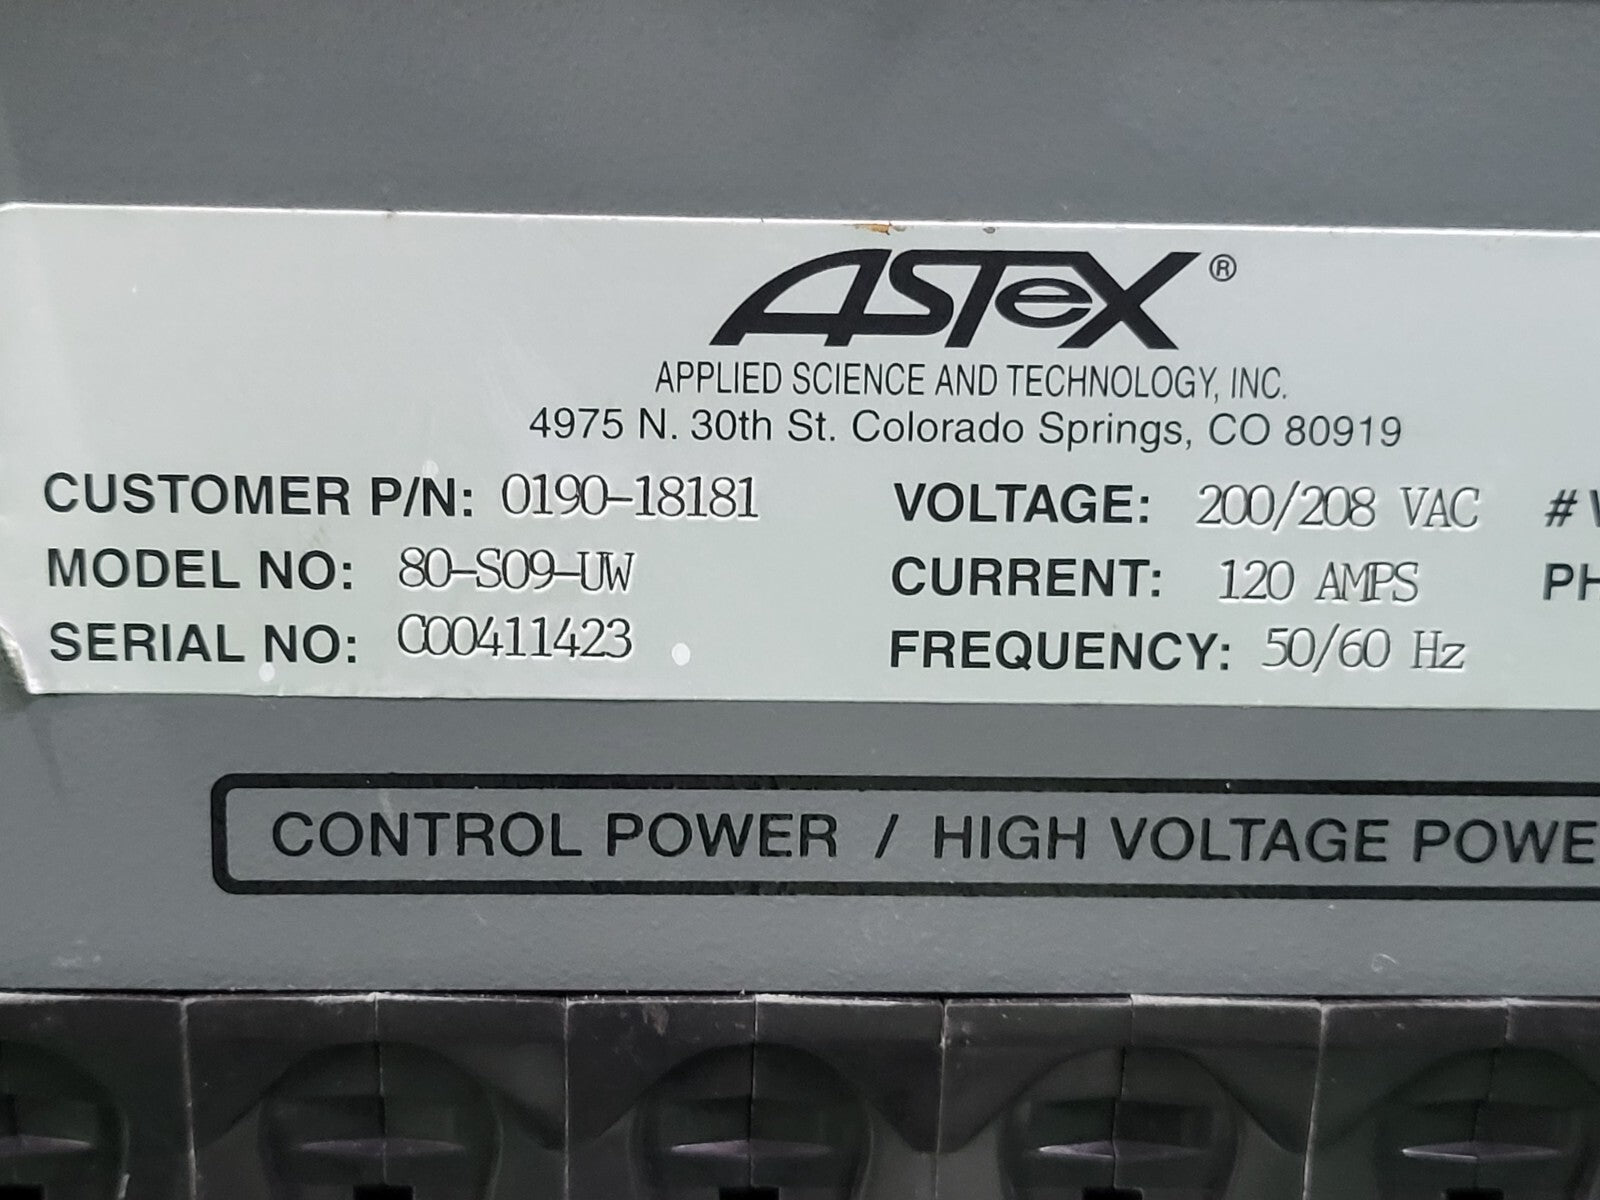 ASTeX®
APPLIED SCIENCE AND TECHNOLOGY, INC.
4975 N. 30th St. Colorado Springs, CO 80919
CUSTOMER P/N: 0190-18181
MODEL NO: 80-S09-UW
SERIAL NO: C00411423
VOLTAGE: 200/208 VAC
CURRENT: 120 AMPS
FREQUENCY: 50/60 Hz
CONTROL POWER / HIGH VOLTAGE